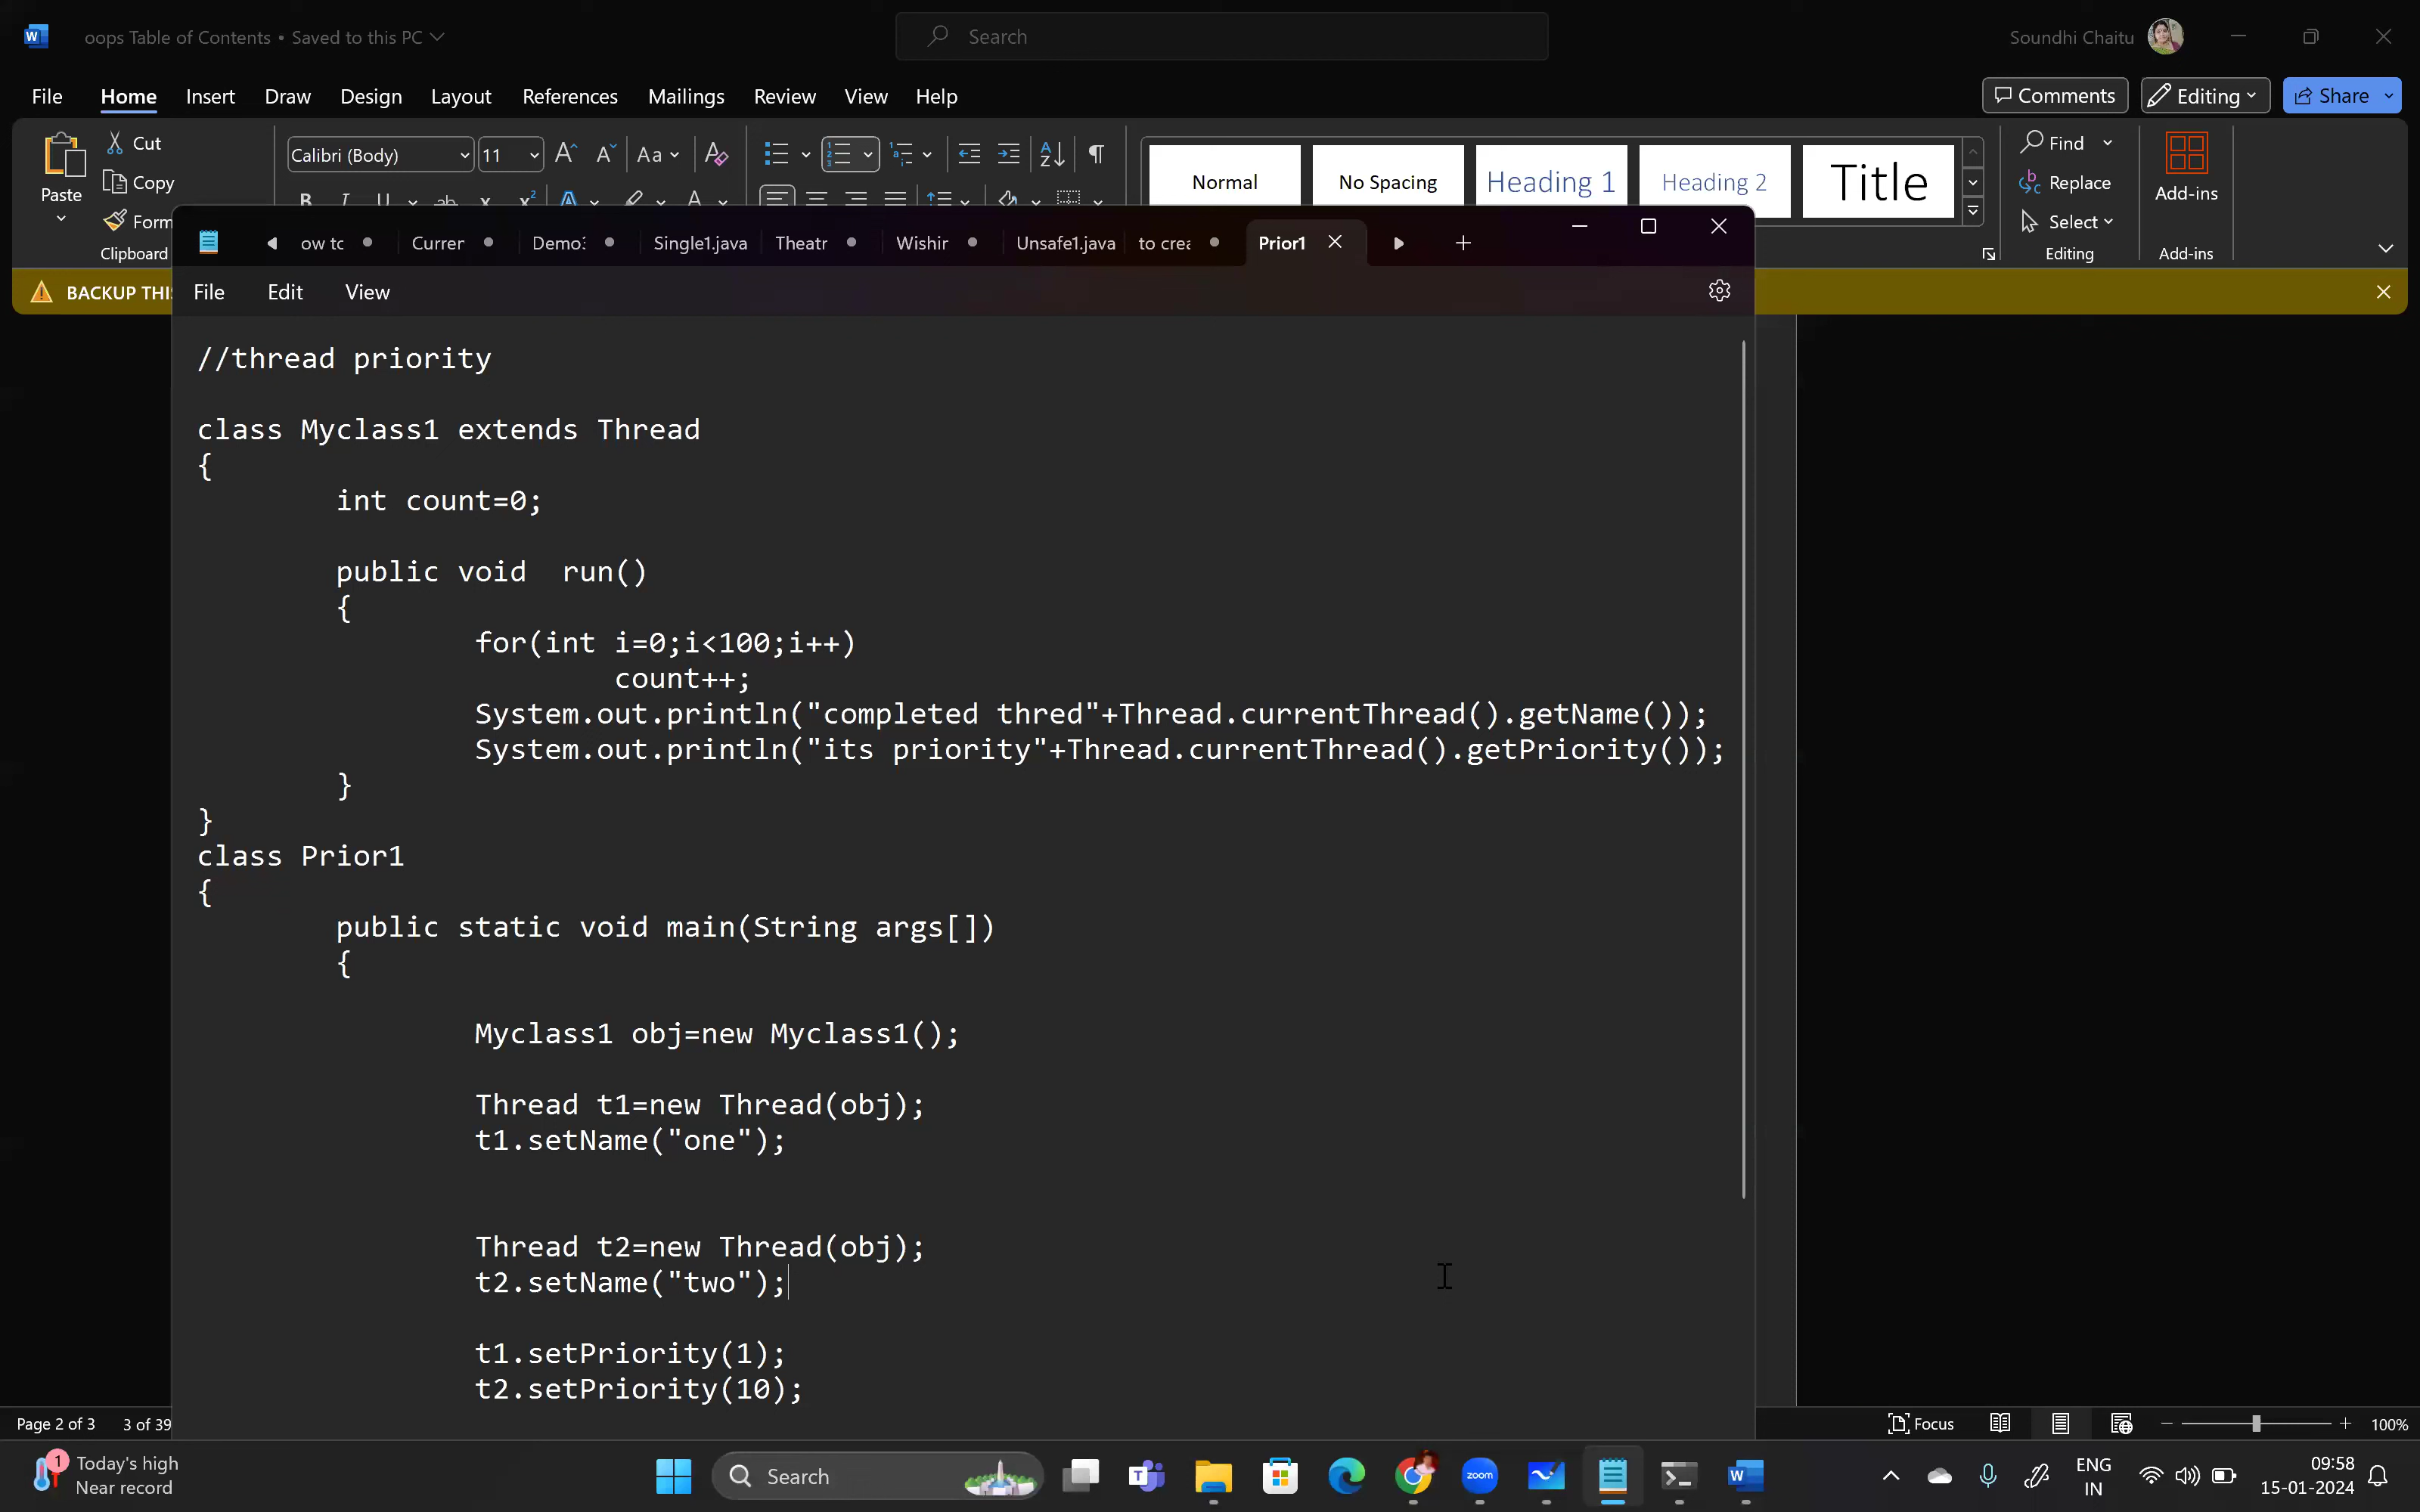 oops Table of Contents • Saved to this PC
Search
Soundhi Chaitu
File Home Insert Draw Design Layout References Mailings Review View Help
Comments Editing Share
Paste
Cut
Copy
Form
Clipboard
Calibri (Body) 11
Normal
No Spacing
Heading 1
Heading 2
Title
Find
Replace
Select
Editing
Add-ins
Add-ins
BACKUP THI
ow to Curren Demo Single1.java Theatr Wishir Unsafe1.java to crea Prior1
File Edit View
//thread priority
class Myclass1 extends Thread
{
int count=0;
public void  run()
{
for(int i=0;i<100;i++)
count++;
System.out.println("completed thred"+Thread.currentThread().getName());
System.out.println("its priority"+Thread.currentThread().getPriority());
}
}
class Prior1
{
public static void main(String args[])
{
Myclass1 obj=new Myclass1();
Thread t1=new Thread(obj);
t1.setName("one");
Thread t2=new Thread(obj);
t2.setName("two");
t1.setPriority(1);
t2.setPriority(10);
Page 2 of 3 3 of 39
Focus
100%
1
Today's high
Near record
Search
zoom
ENG
IN
09:58
15-01-2024